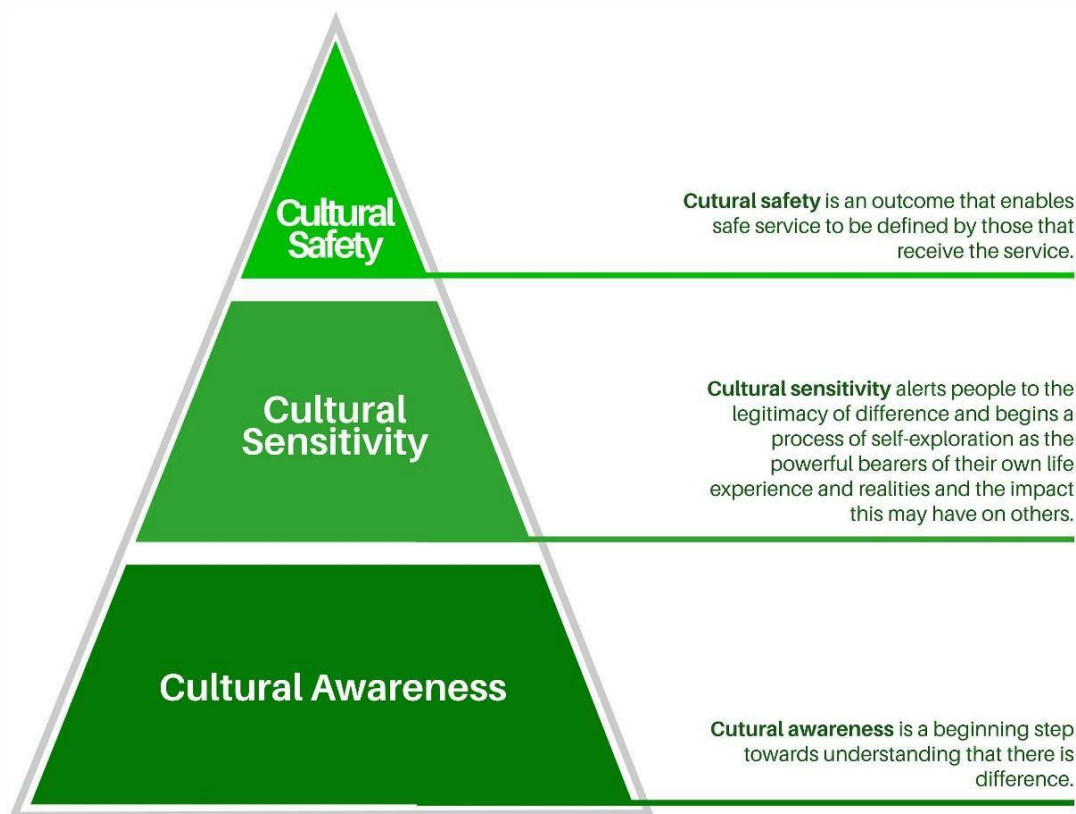 Cultural
Safety
Cutural safety is an outcome that enables
safe service to be defined by those that
receive the service.
Cultural
Sensitivity
Cultural sensitivity alerts people to the
legitimacy of difference and begins a
process of self-exploration as the
powerful bearers of their own life
experience and realities and the impact
this may have on others.
Cultural Awareness
Cutural awareness is a beginning step
towards understanding that there is
difference.